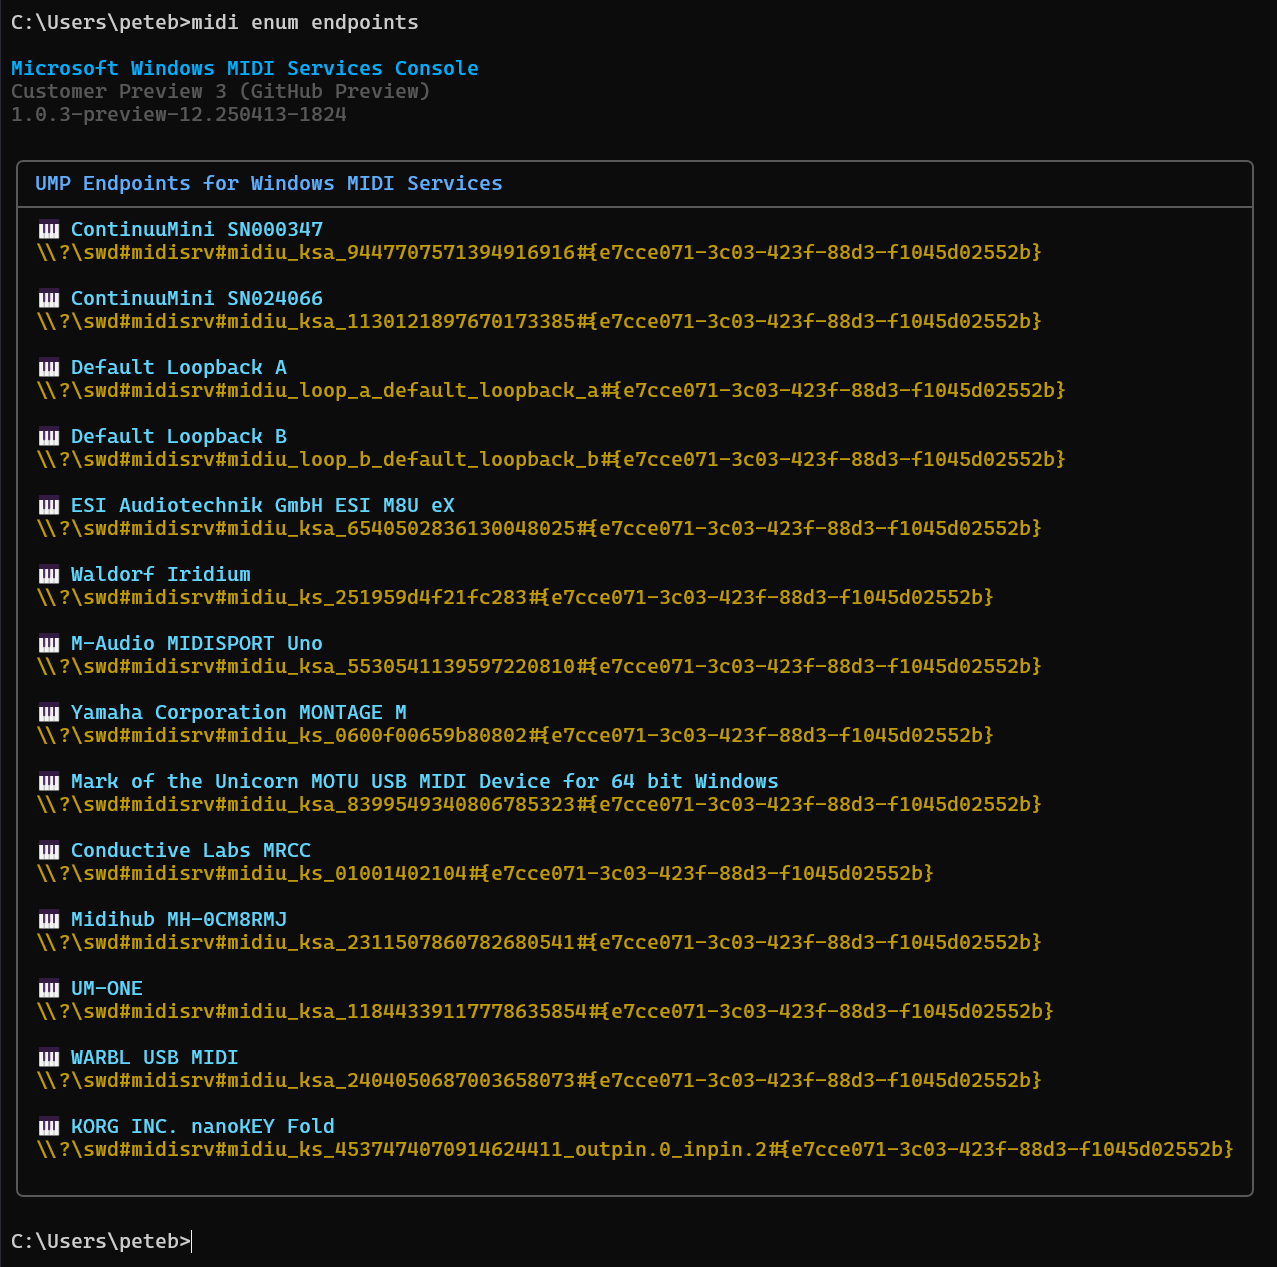 C:\Users\peteb>midi enum endpoints
Microsoft Windows MIDI Services Console
Customer Preview 3 (GitHub Preview)
1.0.3-preview-12.250413-1824
UMP Endpoints for Windows MIDI Services
ContinuuMini SN000347
\\?\swd#midisrv#midiu_ksa_9447707571394916916#{e7cce071-3c03-423f-88d3-f1045d02552b}
ContinuuMini SN024066
\\?\swd#midisrv#midiu_ksa_1130121897670173385#{e7cce071-3c03-423f-88d3-f1045d02552b}
Default Loopback A
\\?\swd#midisrv#midiu_loop_a_default_loopback_a#{e7cce071-3c03-423f-88d3-f1045d02552b}
Default Loopback B
\\?\swd#midisrv#midiu_loop_b_default_loopback_b#{e7cce071-3c03-423f-88d3-f1045d02552b}
ESI Audiotechnik GmbH ESI M8U eX
\\?\swd#midisrv#midiu_ksa_6540502836130048025#{e7cce071-3c03-423f-88d3-f1045d02552b}
Waldorf Iridium
\\?\swd#midisrv#midiu_ks_251959d4f21fc283#{e7cce071-3c03-423f-88d3-f1045d02552b}
M-Audio MIDISPORT Uno
\\?\swd#midisrv#midiu_ksa_5530541139597220810#{e7cce071-3c03-423f-88d3-f1045d02552b}
Yamaha Corporation MONTAGE M
\\?\swd#midisrv#midiu_ks_0600f00659b80802#{e7cce071-3c03-423f-88d3-f1045d02552b}
Mark of the Unicorn MOTU USB MIDI Device for 64 bit Windows
\\?\swd#midisrv#midiu_ksa_8399549340806785323#{e7cce071-3c03-423f-88d3-f1045d02552b}
Conductive Labs MRCC
\\?\swd#midisrv#midiu_ks_01001402104#{e7cce071-3c03-423f-88d3-f1045d02552b}
Midihub MH-0CM8RMJ
\\?\swd#midisrv#midiu_ksa_2311507860782680541#{e7cce071-3c03-423f-88d3-f1045d02552b}
UM-ONE
\\?\swd#midisrv#midiu_ksa_11844339117778635854#{e7cce071-3c03-423f-88d3-f1045d02552b}
WARBL USB MIDI
\\?\swd#midisrv#midiu_ksa_2404050687003658073#{e7cce071-3c03-423f-88d3-f1045d02552b}
KORG INC. nanoKEY Fold
\\?\swd#midisrv#midiu_ks_4537474070914624411_outpin.0_inpin.2#{e7cce071-3c03-423f-88d3-f1045d02552b}
C:\Users\peteb>